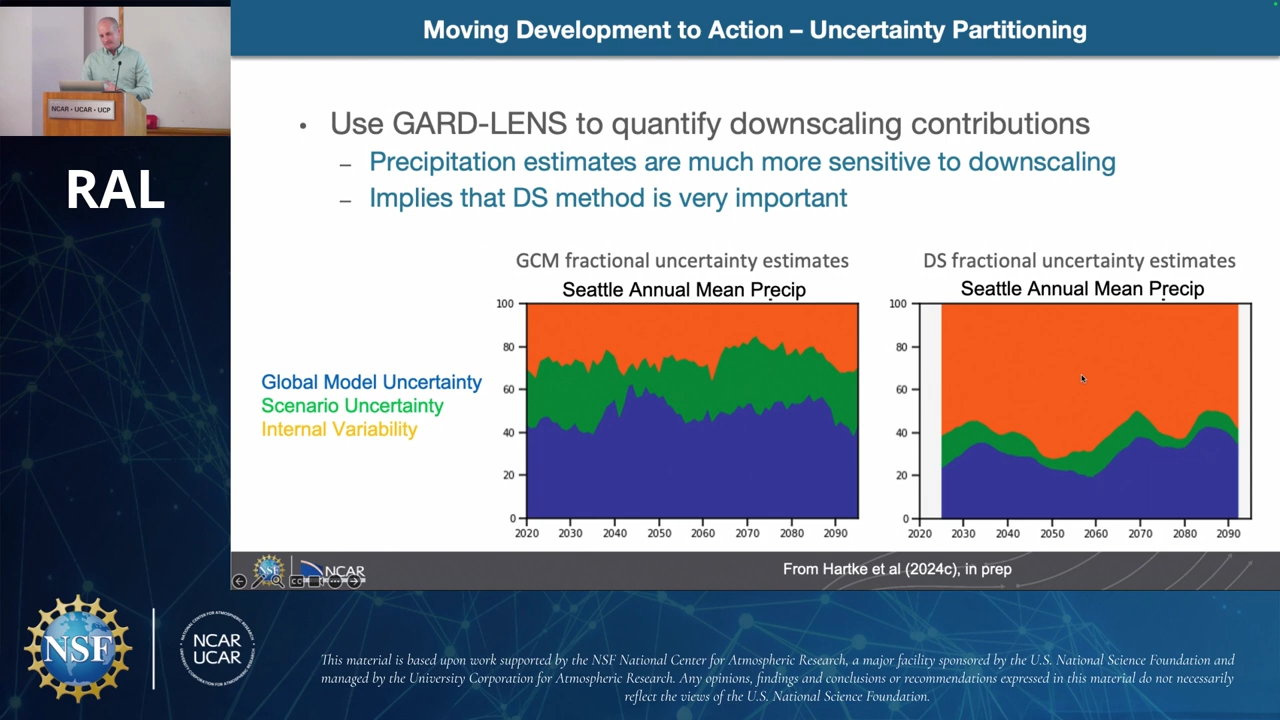 Moving Development to Action – Uncertainty Partitioning
NCAR • UCAR • UCP
RAL
• Use GARD-LENS to quantify downscaling contributions
– Precipitation estimates are much more sensitive to downscaling
– Implies that DS method is very important
GCM fractional uncertainty estimates
Seattle Annual Mean Precip
100
80
60
40
20
0
2020 2030 2040 2050 2060 2070 2080 2090
DS fractional uncertainty estimates
Seattle Annual Mean Precip
100
80
60
40
20
0
2020 2030 2040 2050 2060 2070 2080 2090
Global Model Uncertainty
Scenario Uncertainty
Internal Variability
NSF
NCAR
CC
From Hartke et al (2024c), in prep
NSF
NCAR
UCAR
This material is based upon work supported by the NSF National Center for Atmospheric Research, a major facility sponsored by the U.S. National Science Foundation and
managed by the University Corporation for Atmospheric Research. Any opinions, findings and conclusions or recommendations expressed in this material do not necessarily
reflect the views of the U.S. National Science Foundation.